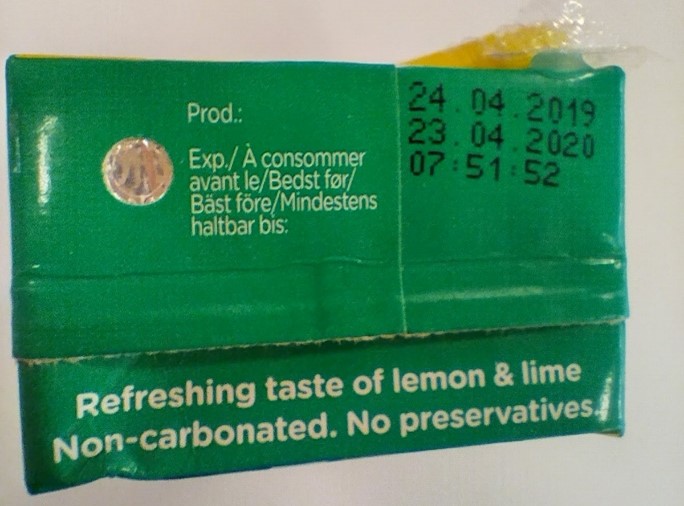 Prod.:
24.04.2019
23.04.2020
07:51:52
Exp./ À consommer
avant le/Bedst før/
Bäst före/Mindestens
haltbar bis:
Refreshing taste of lemon & lime
Non-carbonated. No preservatives.